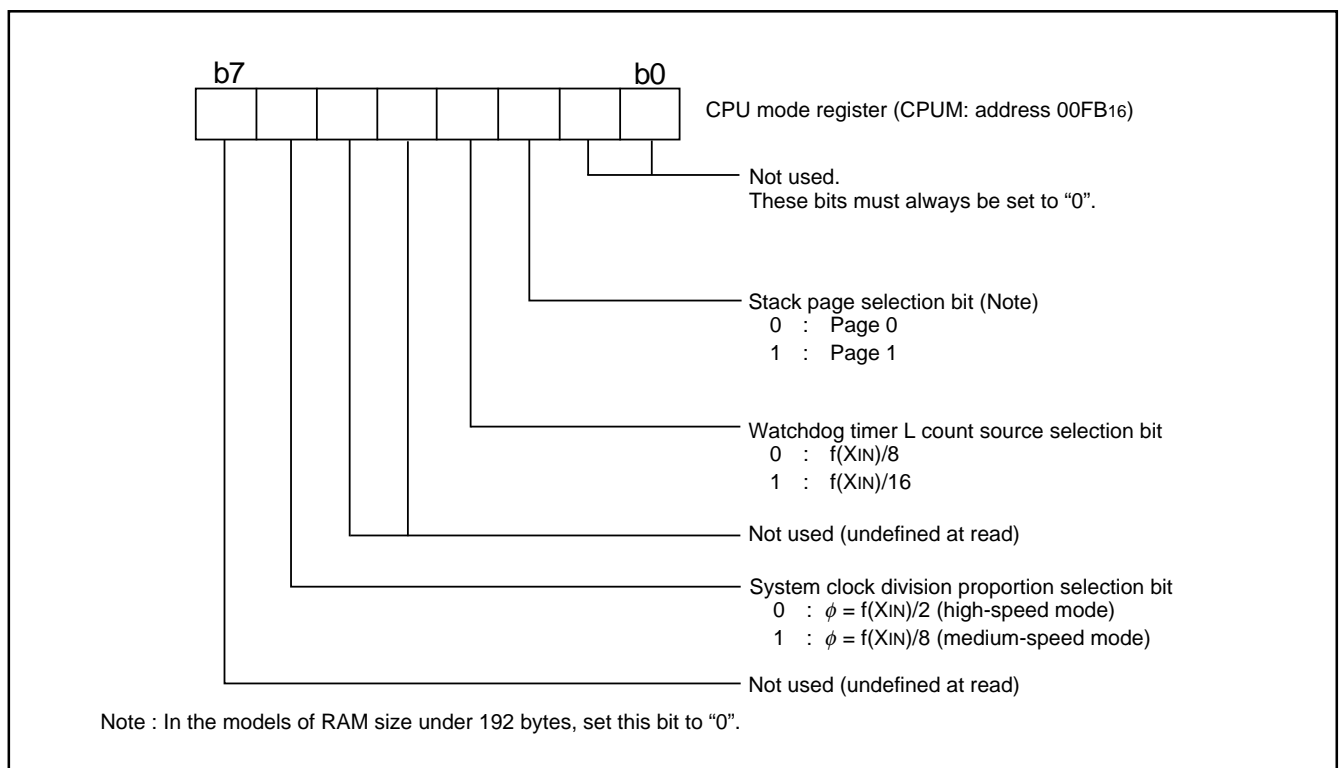 b7 b0
CPU mode register (CPUM: address 00FB16)
Not used.
These bits must always be set to “0”.
Stack page selection bit (Note)
0 : Page 0
1 : Page 1
Watchdog timer L count source selection bit
0 : f(XIN)/8
1 : f(XIN)/16
Not used (undefined at read)
System clock division proportion selection bit
0 : ϕ = f(XIN)/2 (high-speed mode)
1 : ϕ = f(XIN)/8 (medium-speed mode)
Not used (undefined at read)
Note : In the models of RAM size under 192 bytes, set this bit to “0”.